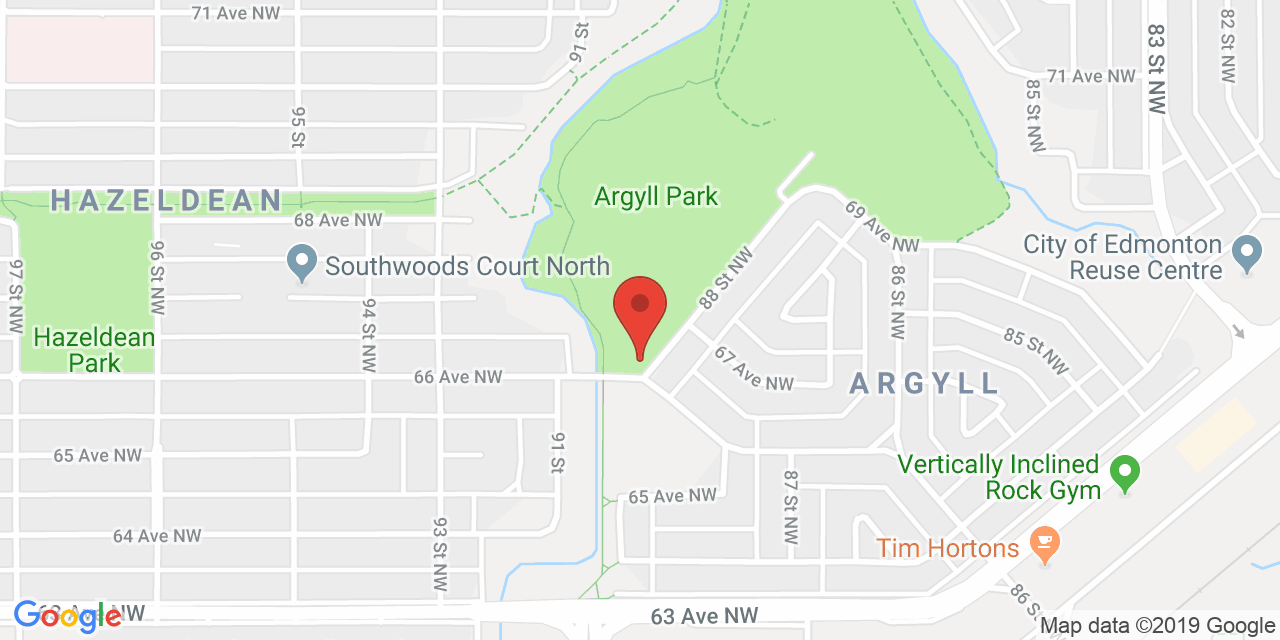 71 Ave NW
91 St
82 St NW
83 St NW
71 Ave NW
85 St NW
95 St
HAZELDEAN
Argyll Park
68 Ave NW
69 Ave NW
City of Edmonton
Reuse Centre
Southwoods Court North
96 St NW
97 St NW
88 St NW
86 St NW
94 St NW
Hazeldean
Park
85 St NW
67 Ave NW
66 Ave NW
ARGYLL
65 Ave NW
91 St
Vertically Inclined
Rock Gym
65 Ave NW
87 St NW
64 Ave NW
93 St NW
Tim Hortons
86 St
Google
Ave NW
63 Ave NW
Map data ©2019 Google